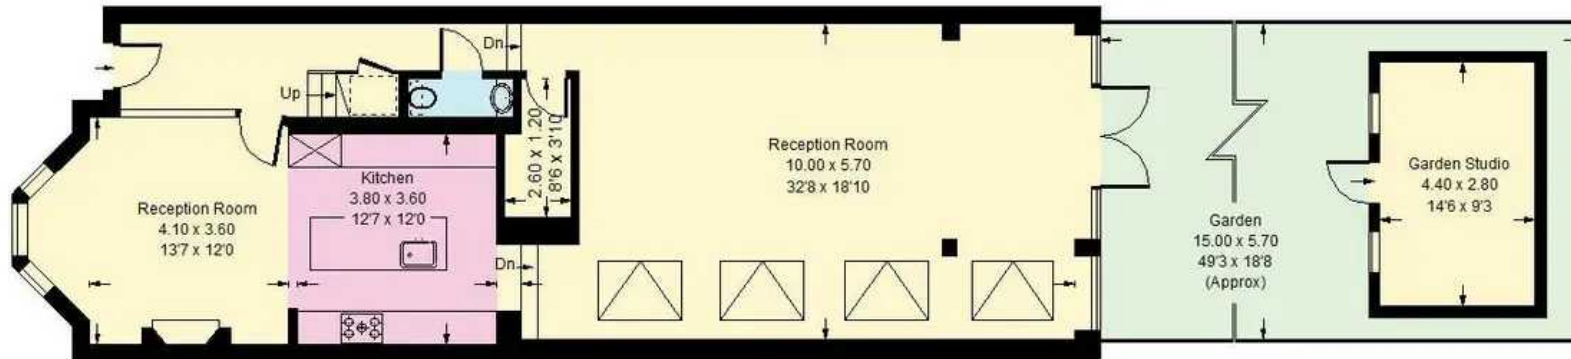 Dn
Up
Reception Room
4.10 x 3.60
13'7 x 12'0
Kitchen
3.80 x 3.60
12'7 x 12'0
2.60 x 1.20
8'6 x 3'10
Dn
Reception Room
10.00 x 5.70
32'8 x 18'10
Garden
15.00 x 5.70
49'3 x 18'8
(Approx)
Garden Studio
4.40 x 2.80
14'6 x 9'3